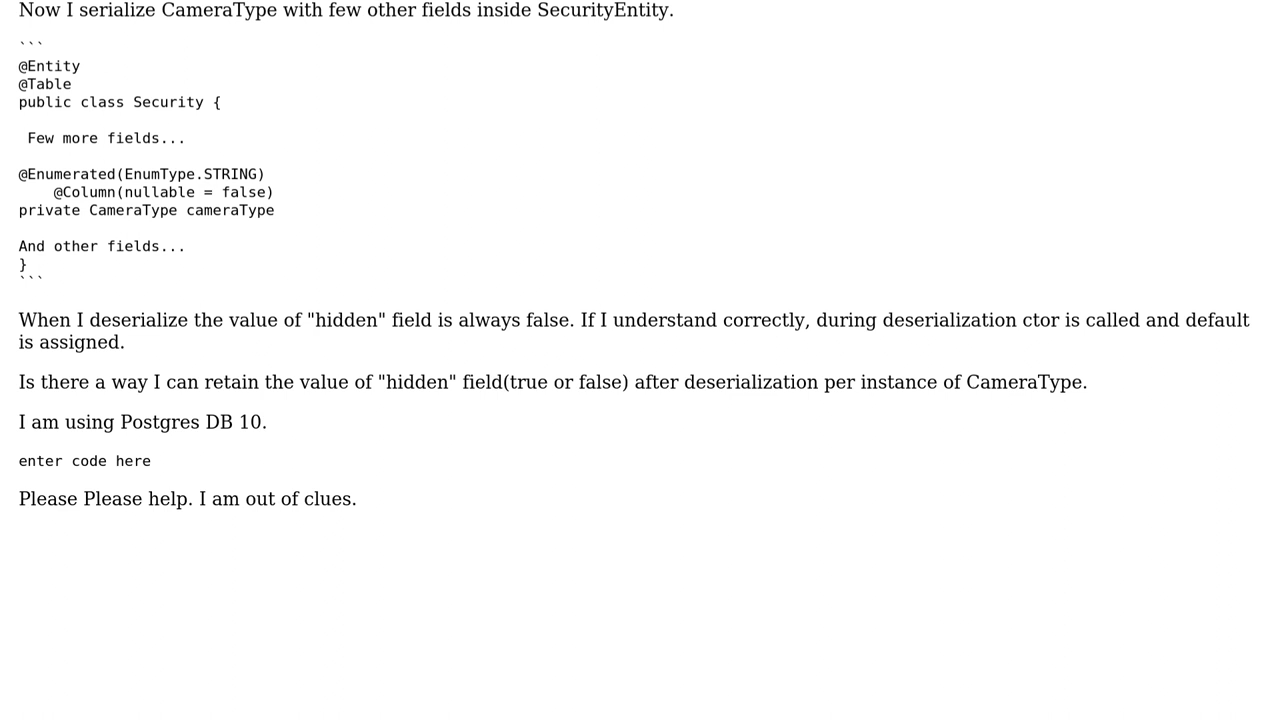 Now I serialize CameraType with few other fields inside SecurityEntity.
```
@Entity
@Table
public class Security {
Few more fields...
@Enumerated(EnumType.STRING)
@Column(nullable = false)
private CameraType cameraType
And other fields...
}
```
When I deserialize the value of "hidden" field is always false. If I understand correctly, during deserialization ctor is called and default
is assigned.
Is there a way I can retain the value of "hidden" field(true or false) after deserialization per instance of CameraType.
I am using Postgres DB 10.
enter code here
Please Please help. I am out of clues.